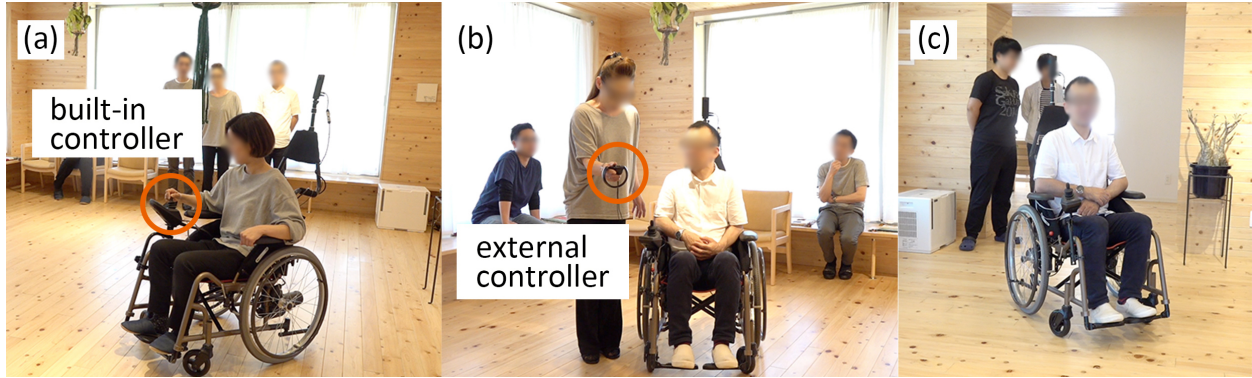 (a)
built-in
controller
(b)
external
controller
(c)